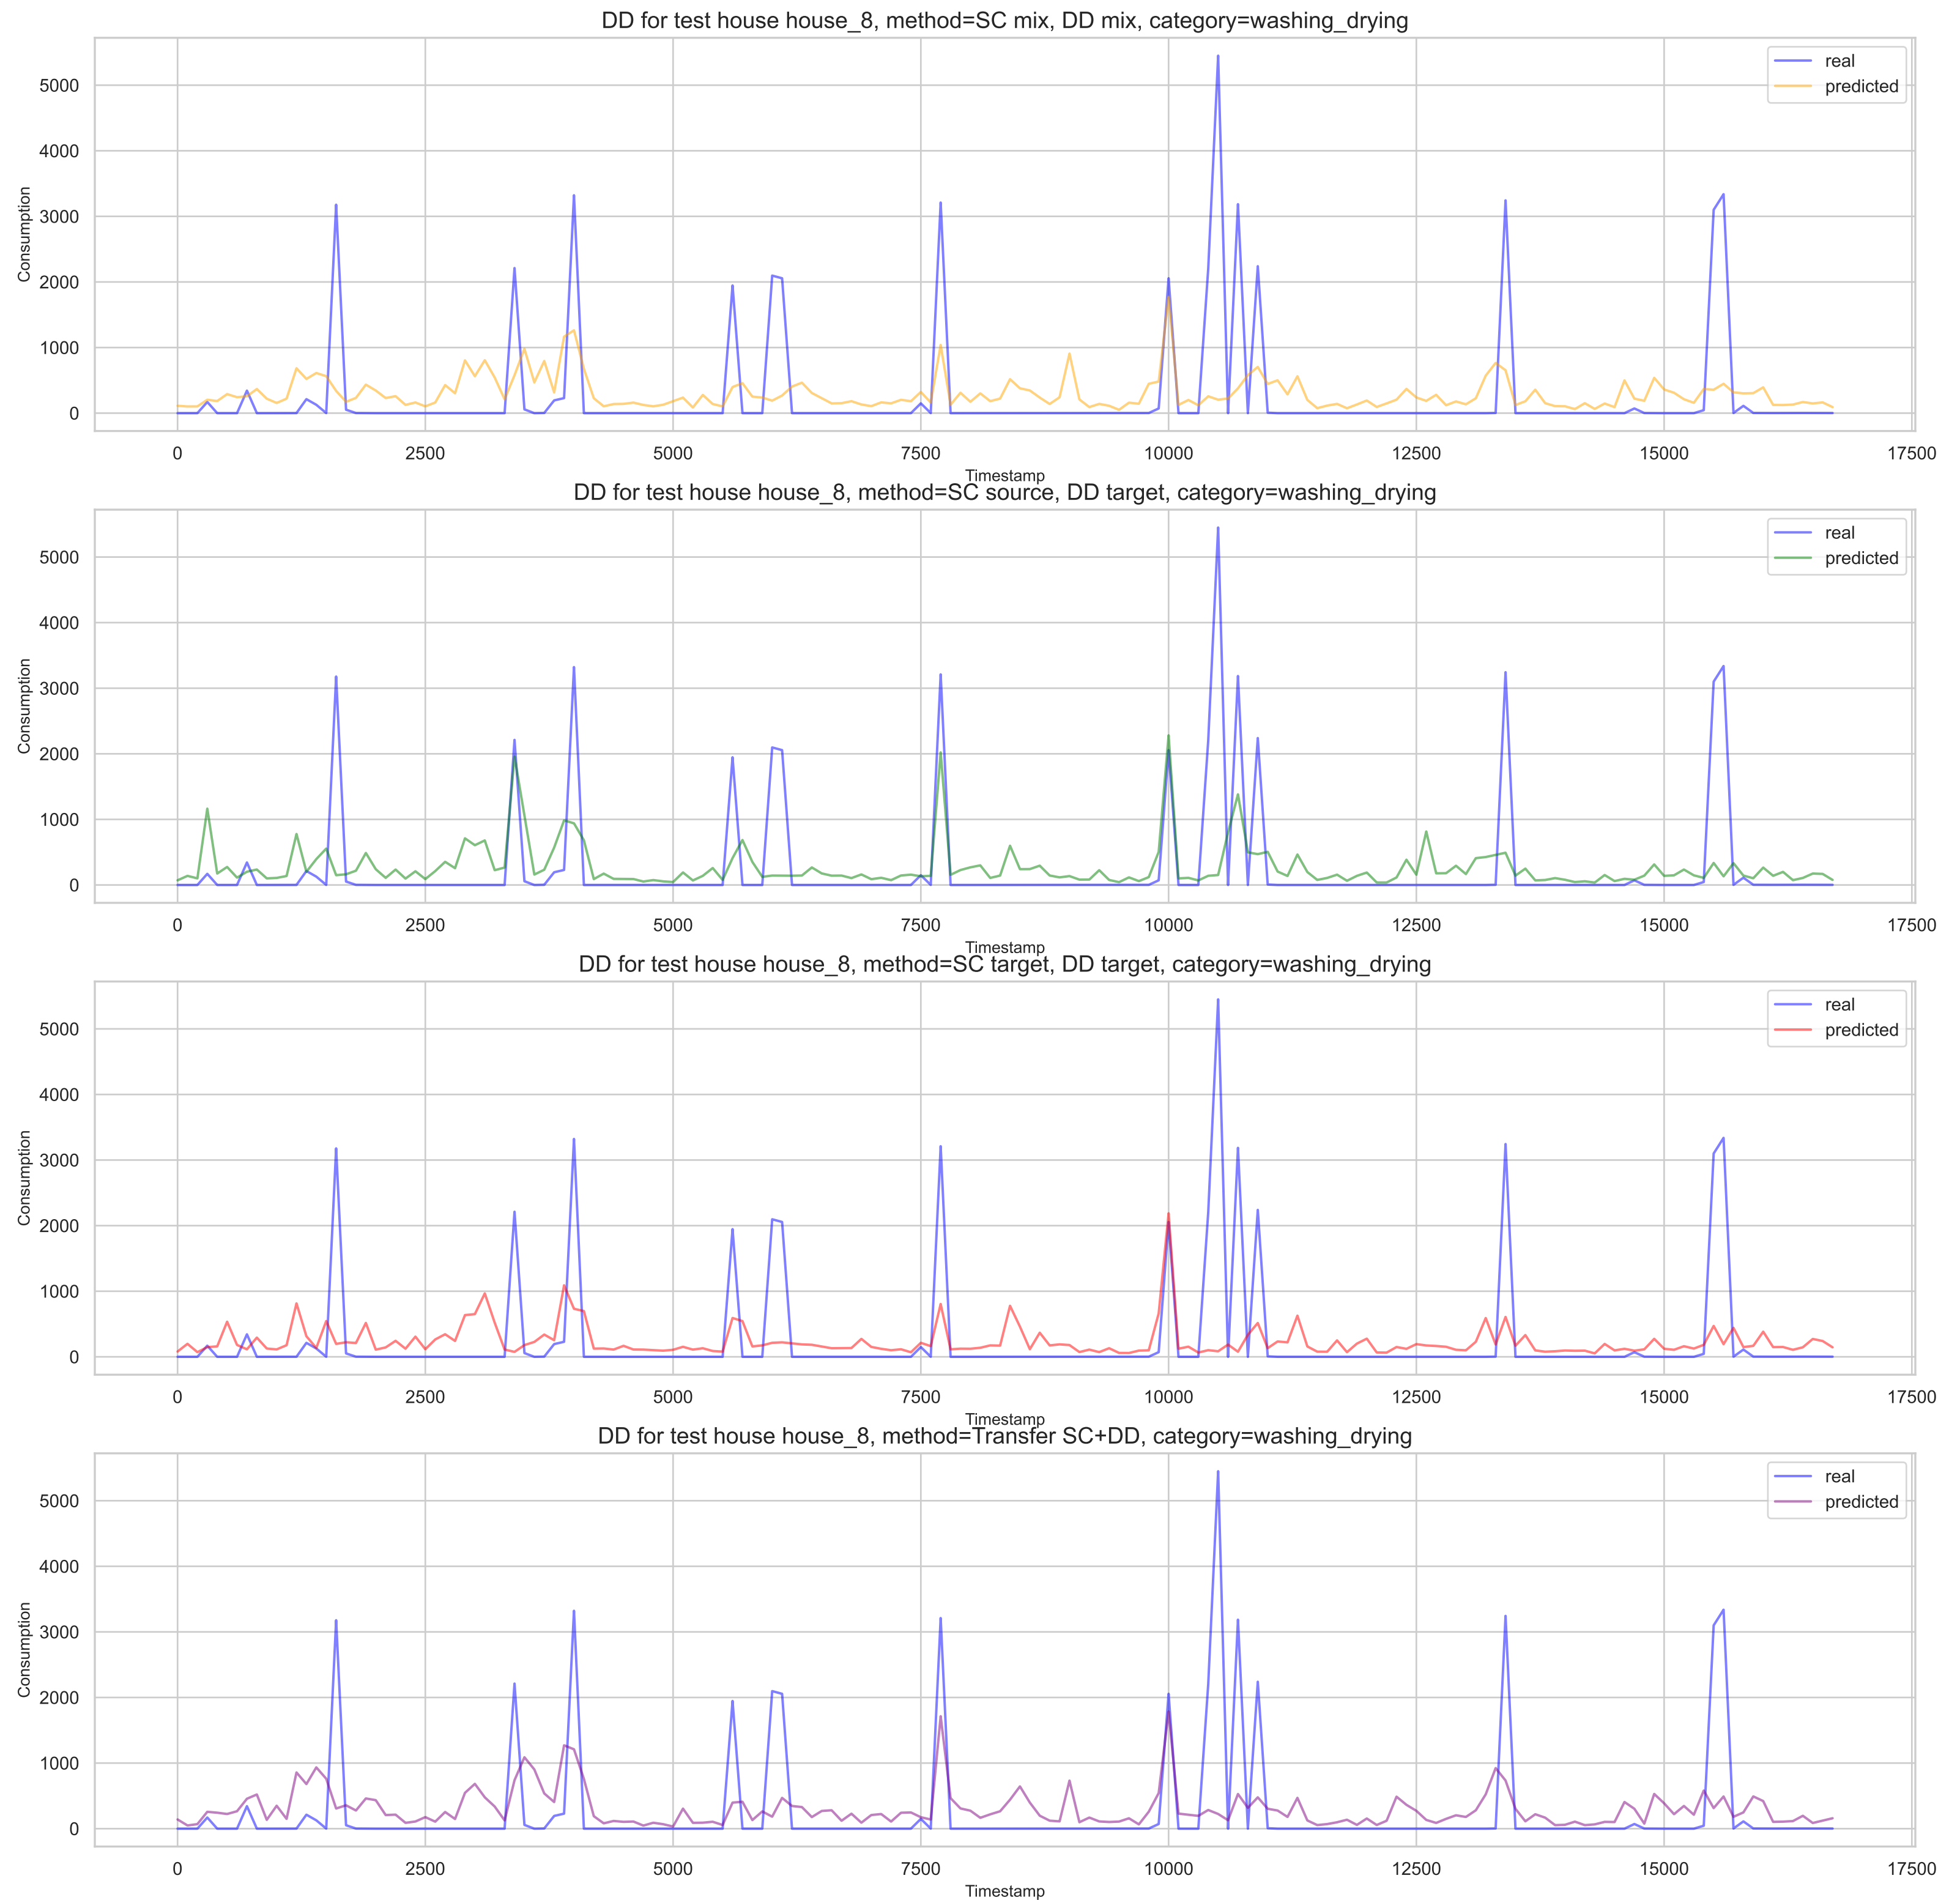 DD for test house house_8, method=SC mix, DD mix, category=washing_drying
real
predicted
5000
4000
3000
2000
1000
0
Consumption
0 2500 5000 7500 10000 12500 15000 17500
Timestamp
DD for test house house_8, method=SC source, DD target, category=washing_drying
real
predicted
5000
4000
3000
2000
1000
0
Consumption
0 2500 5000 7500 10000 12500 15000 17500
Timestamp
DD for test house house_8, method=SC target, DD target, category=washing_drying
real
predicted
5000
4000
3000
2000
1000
0
Consumption
0 2500 5000 7500 10000 12500 15000 17500
Timestamp
DD for test house house_8, method=Transfer SC+DD, category=washing_drying
real
predicted
5000
4000
3000
2000
1000
0
Consumption
0 2500 5000 7500 10000 12500 15000 17500
Timestamp